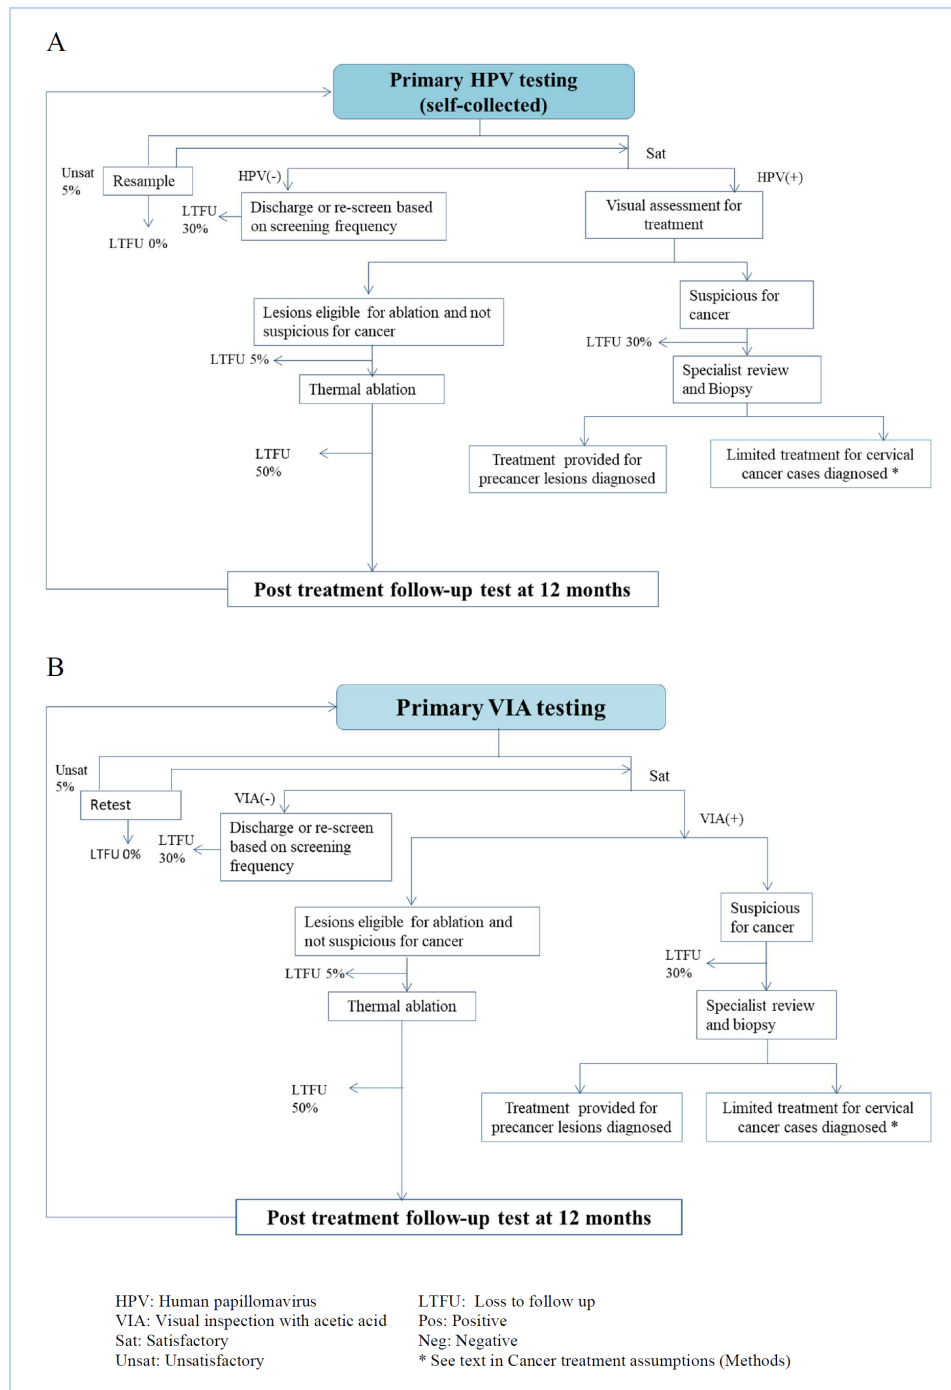 A
Primary HPV testing
(self-collected)
Sat
Unsat
5%
Resample
HPV(-)
HPV(+)
LTFU 0%
LTFU
30%
Discharge or re-screen based
on screening frequency
Visual assessment for
treatment
Lesions eligible for ablation and not
suspicious for cancer
Suspicious for
cancer
LTFU 5%
LTFU 30%
Thermal ablation
Specialist review
and Biopsy
LTFU
50%
Treatment provided for
precancer lesions diagnosed
Limited treatment for cervical
cancer cases diagnosed *
Post treatment follow-up test at 12 months
B
Primary VIA testing
Unsat
5%
Sat
Retest
VIA(-)
VIA(+)
LTFU 0%
LTFU
30%
Discharge or re-screen
based on screening
frequency
Lesions eligible for ablation and
not suspicious for cancer
Suspicious
for cancer
LTFU 5%
LTFU
30%
Thermal ablation
Specialist review
and biopsy
LTFU
50%
Treatment provided for
precancer lesions diagnosed
Limited treatment for cervical
cancer cases diagnosed *
Post treatment follow-up test at 12 months
HPV: Human papillomavirus
VIA: Visual inspection with acetic acid
Sat: Satisfactory
Unsat: Unsatisfactory
LTFU: Loss to follow up
Pos: Positive
Neg: Negative
* See text in Cancer treatment assumptions (Methods)